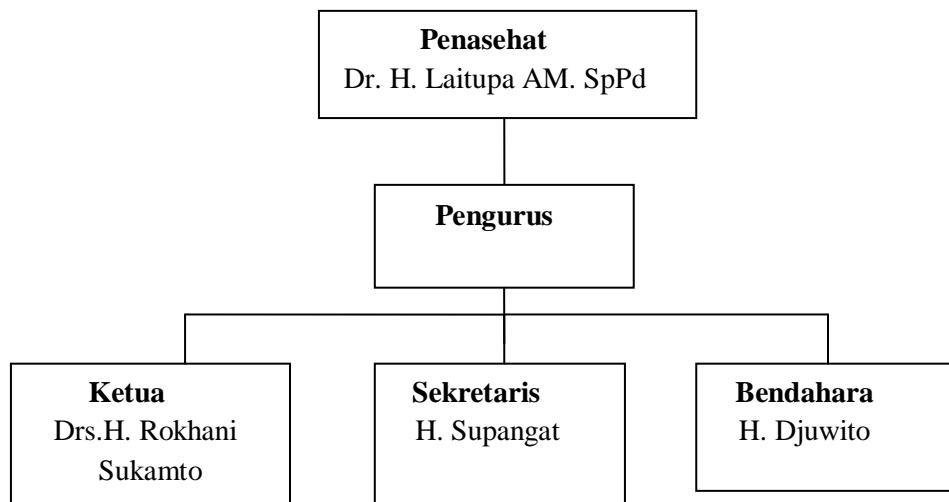 Penasehat
Dr. H. Laitupa AM. SpPd
Pengurus
Ketua
Drs.H. Rokhani
Sukamto
Sekretaris
H. Supangat
Bendahara
H. Djuwito